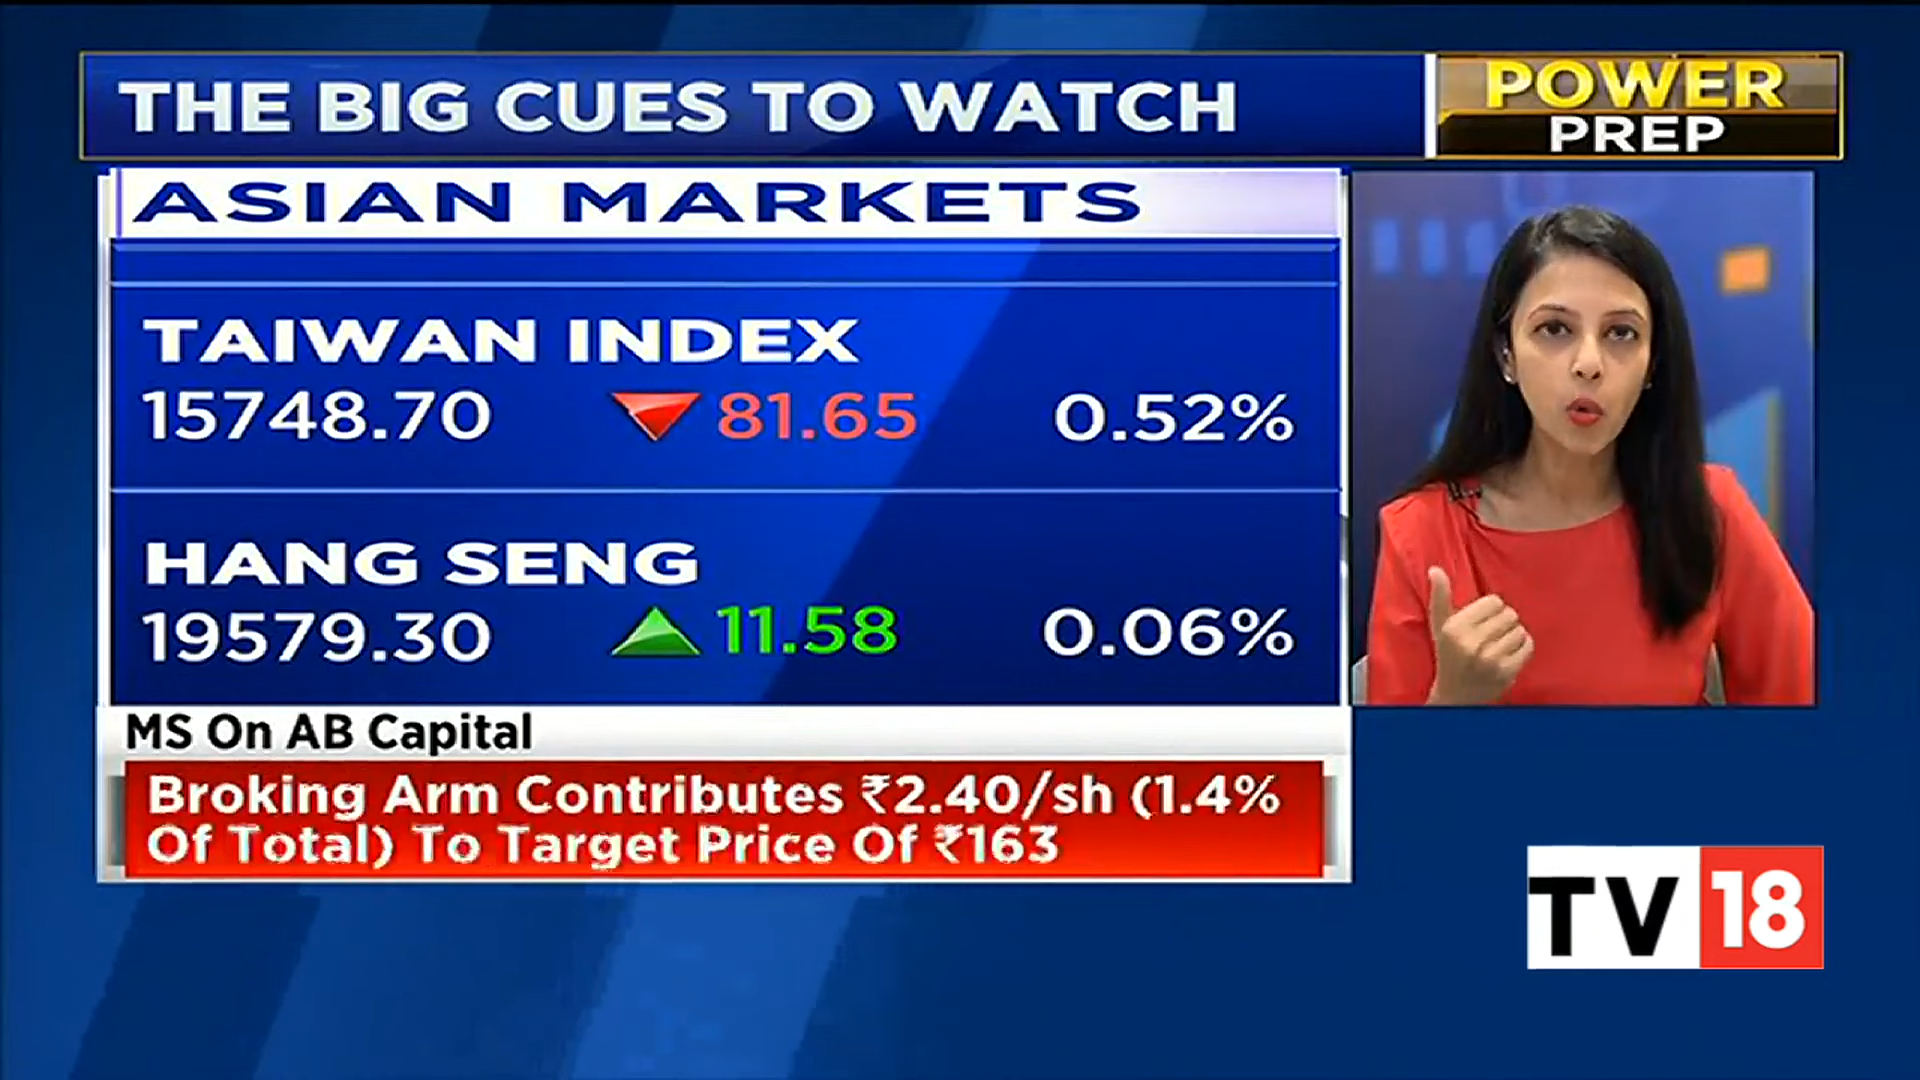 THE BIG CUES TO WATCH
POWER
PREP
ASIAN MARKETS
TAIWAN INDEX
15748.70 81.65 0.52%
HANG SENG
19579.30 11.58 0.06%
MS On AB Capital
Broking Arm Contributes ₹2.40/sh (1.4%
Of Total) To Target Price Of ₹163
TV18